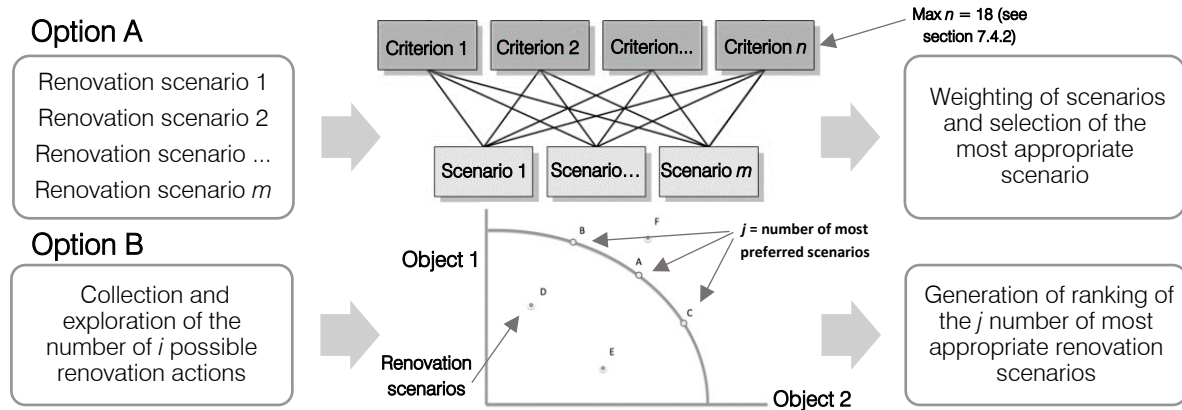 Option A
Renovation scenario 1
Renovation scenario 2
Renovation scenario ...
Renovation scenario m
Criterion 1
Criterion 2
Criterion...
Criterion n
Max n = 18 (see
section 7.4.2)
Scenario 1
Scenario...
Scenario m
Weighting of scenarios
and selection of the
most appropriate
scenario
Option B
Collection and
exploration of the
number of i possible
renovation actions
Object 1
B
F
j = number of most
preferred scenarios
A
D
C
Renovation
scenarios
E
Object 2
Generation of ranking of
the j number of most
appropriate renovation
scenarios